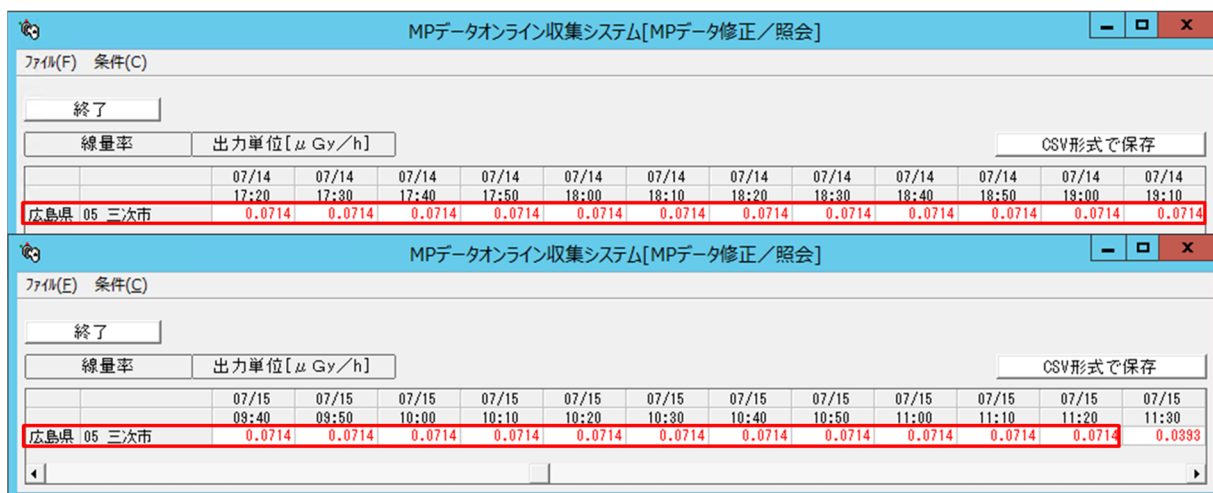 MPデータオンライン収集システム[MPデータ修正／照会]
ﾌｧｲﾙ(F) 条件(C)
終了
線量率 出力単位[μGy／h] CSV形式で保存
07/14 07/14 07/14 07/14 07/14 07/14 07/14 07/14 07/14 07/14 07/14 07/14
17:20 17:30 17:40 17:50 18:00 18:10 18:20 18:30 18:40 18:50 19:00 19:10
広島県 05 三次市 0.0714 0.0714 0.0714 0.0714 0.0714 0.0714 0.0714 0.0714 0.0714 0.0714 0.0714 0.0714
MPデータオンライン収集システム[MPデータ修正／照会]
ﾌｧｲﾙ(F) 条件(C)
終了
線量率 出力単位[μGy／h] CSV形式で保存
07/15 07/15 07/15 07/15 07/15 07/15 07/15 07/15 07/15 07/15 07/15 07/15
09:40 09:50 10:00 10:10 10:20 10:30 10:40 10:50 11:00 11:10 11:20 11:30
広島県 05 三次市 0.0714 0.0714 0.0714 0.0714 0.0714 0.0714 0.0714 0.0714 0.0714 0.0714 0.0714 0.0393